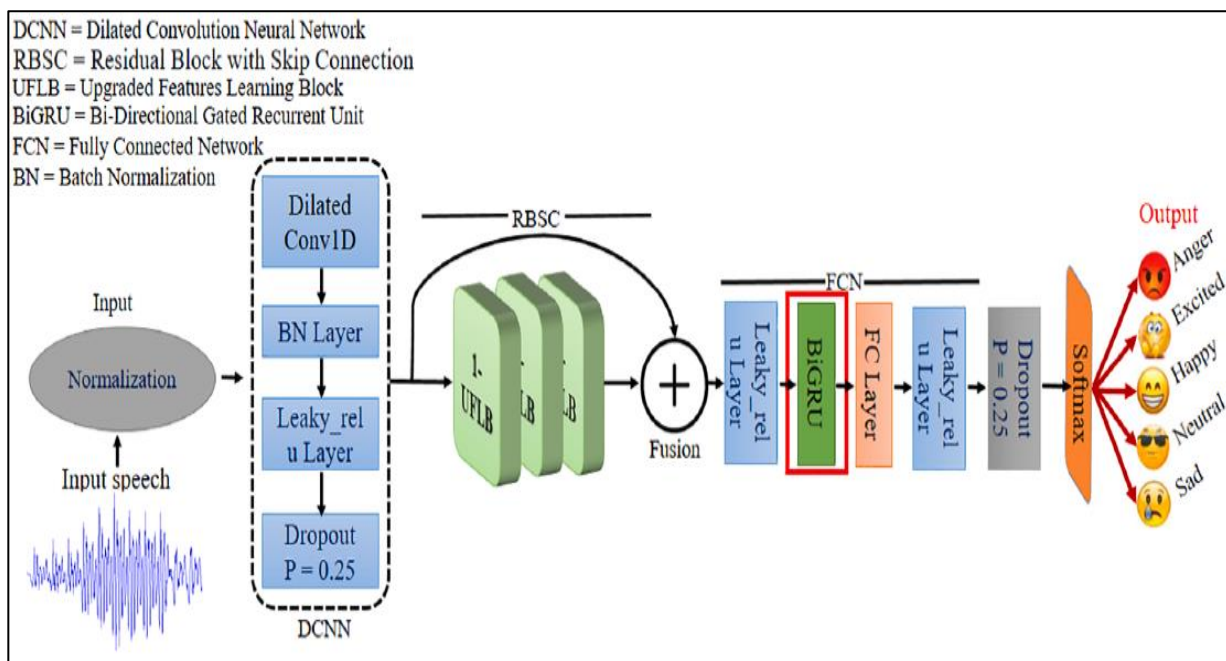 DCNN = Dilated Convolution Neural Network
RBSC = Residual Block with Skip Connection
UFLB = Upgraded Features Learning Block
BiGRU = Bi-Directional Gated Recurrent Unit
FCN = Fully Connected Network
BN = Batch Normalization
Input
Normalization
Input speech
Dilated
Conv1D
BN Layer
Leaky_rel
u Layer
Dropout
P = 0.25
DCNN
RBSC
1-
UFLB
LB
LB
Fusion
FCN
Leaky_rel
u Layer
BiGRU
FC Layer
Leaky_rel
u Layer
Dropout
P = 0.25
Softmax
Output
Anger
Excited
Happy
Neutral
Sad